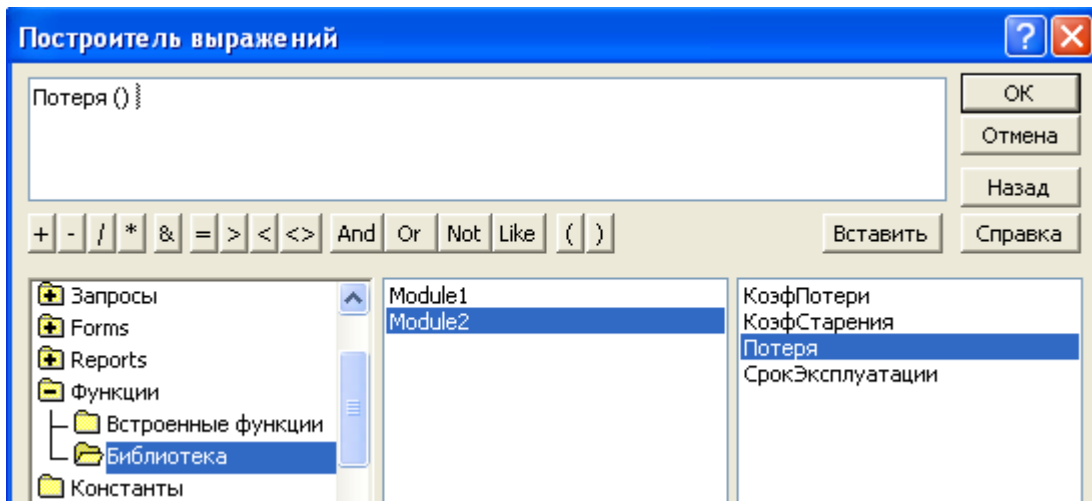 Построитель выражений
Потеря ()
ОК
Отмена
Назад
+ - / * & = > < <> And Or Not Like ( ) Вставить Справка
Запросы
Forms
Reports
Функции
Встроенные функции
Библиотека
Константы
Module1
Module2
КоэфПотери
КоэфСтарения
Потеря
СрокЭксплуатации